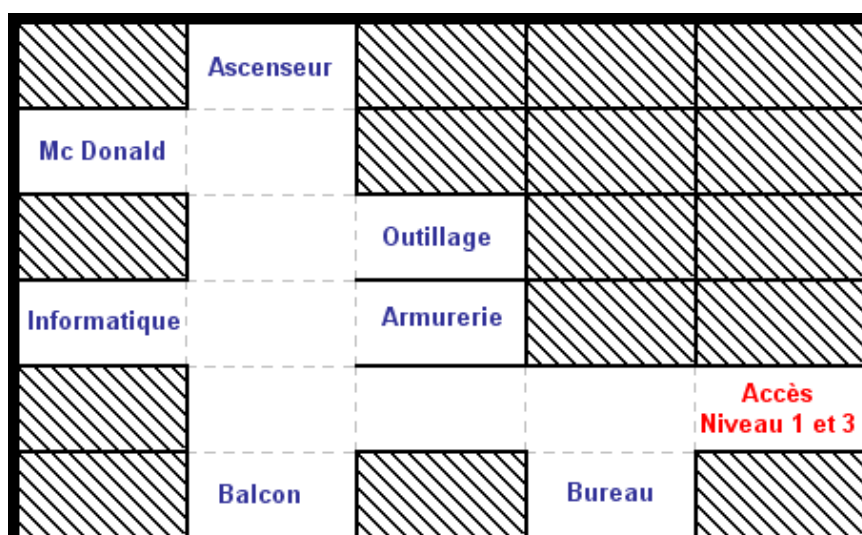 Ascenseur
Mc Donald
Outillage
Informatique
Armurerie
Accès
Niveau 1 et 3
Balcon
Bureau